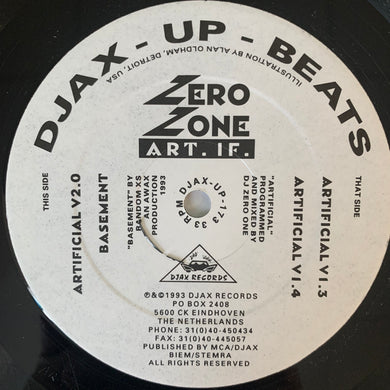 DJAX - UP - BEATS
ILLUSTRATION BY ALAN OLDHAM, DETROIT, USA
ZERO
ZONE
ART. IF.
THIS SIDE
ARTIFICIAL V2.0
BASEMENT
"BASEMENT" BY
RANDOM XS
AN AWAX
PRODUCTION
1993
33 RPM DJAX-UP-173
"ARTIFICIAL"
PROGRAMMED
AND MIXED BY
DJ ZERO ONE
THAT SIDE
ARTIFICIAL V1.3
ARTIFICIAL V1.4
DJAX RECORDS
℗&©1993 DJAX RECORDS
PO BOX 2408
5600 CK EINDHOVEN
THE NETHERLANDS
PHONE: 31(0)40-450434
FAX: 31(0)40-445057
PUBLISHED BY MCA/DJAX
BIEM/STEMRA